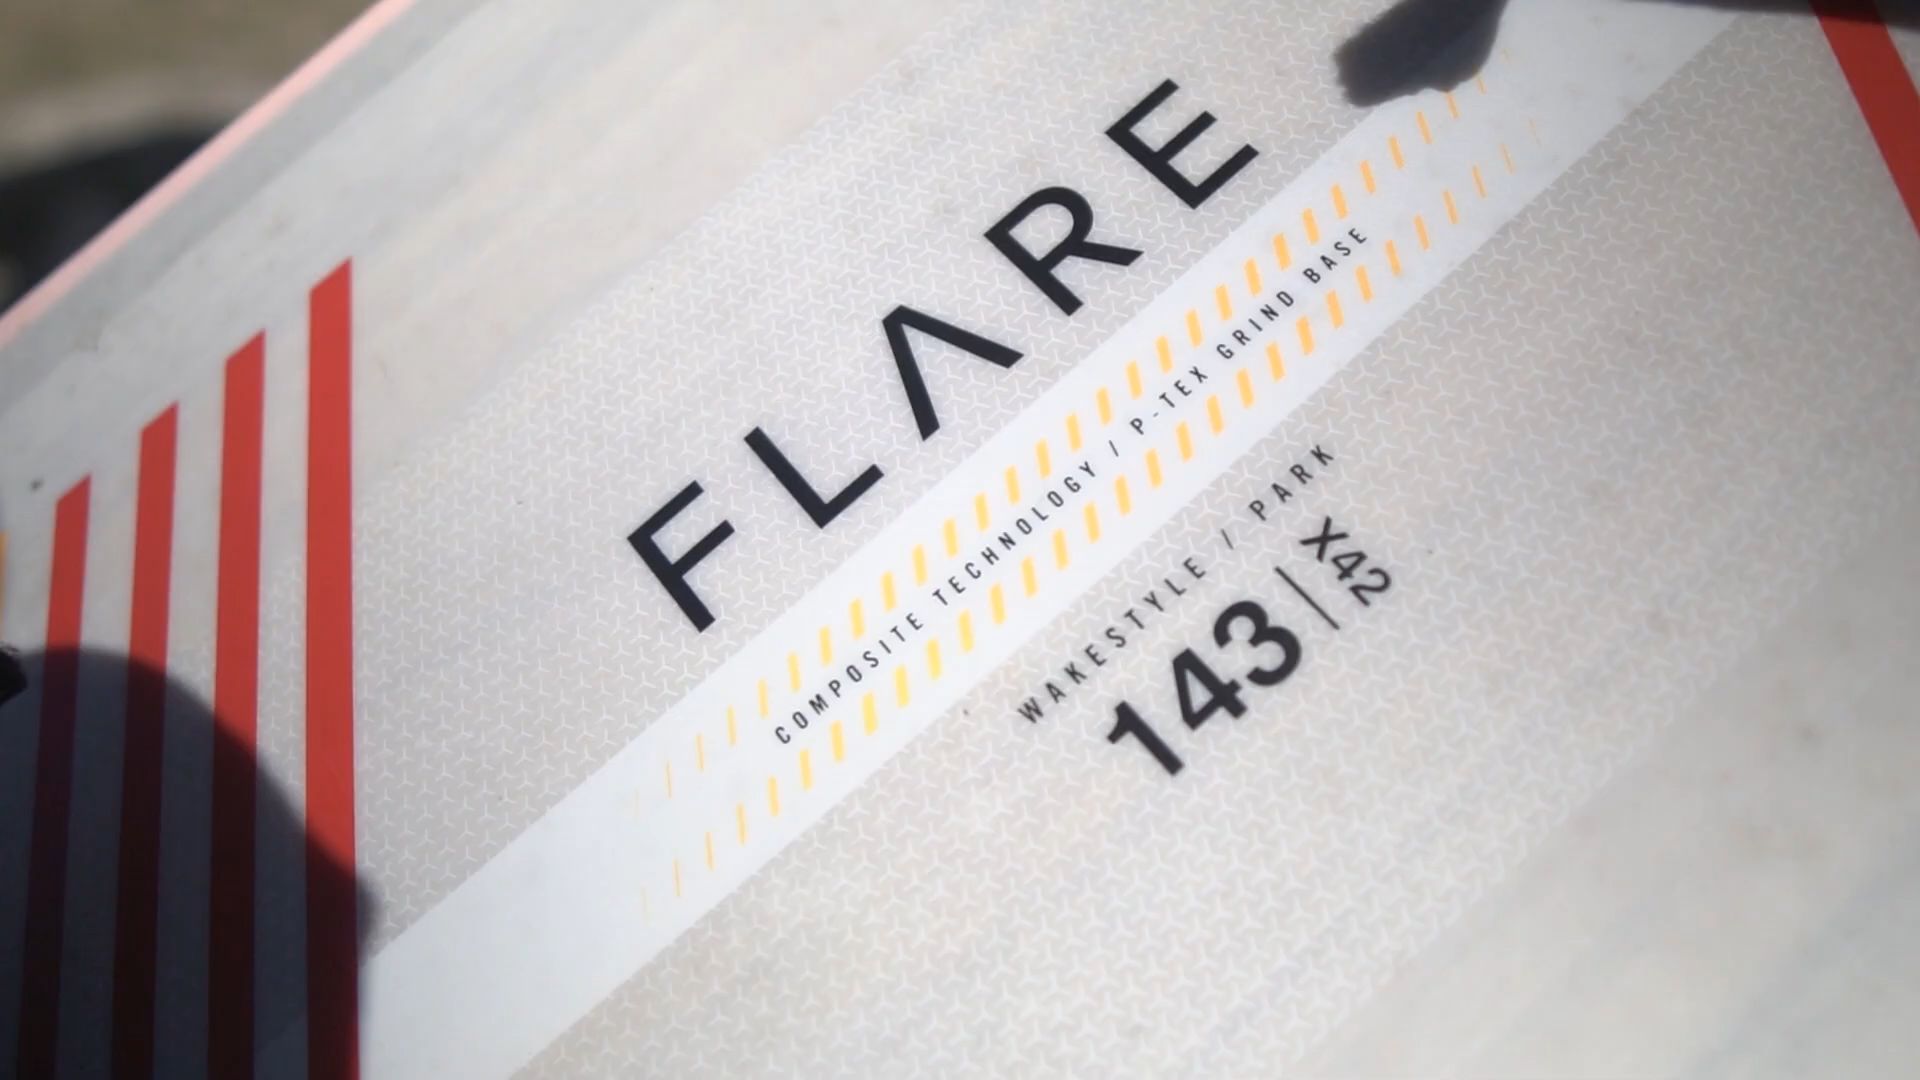 FLARE
COMPOSITE TECHNOLOGY / P-TEX GRIND BASE
WAKESTYLE / PARK
143 | X42